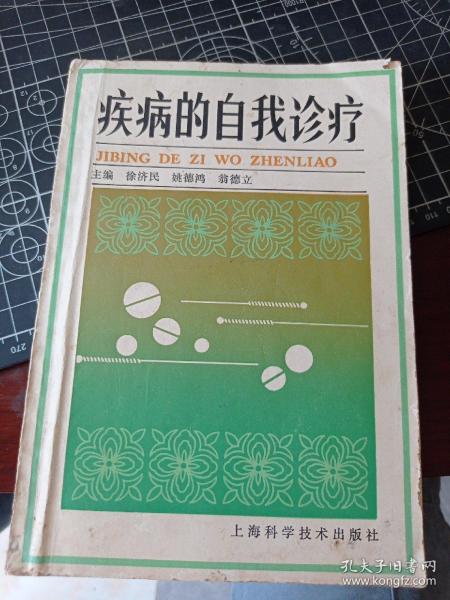 疾病的自我诊疗
JIBING DE ZI WO ZHENLIAO
主编 徐济民 姚德鸿 翁德立
上海科学技术出版社
孔夫子旧书网
www.kongfz.com